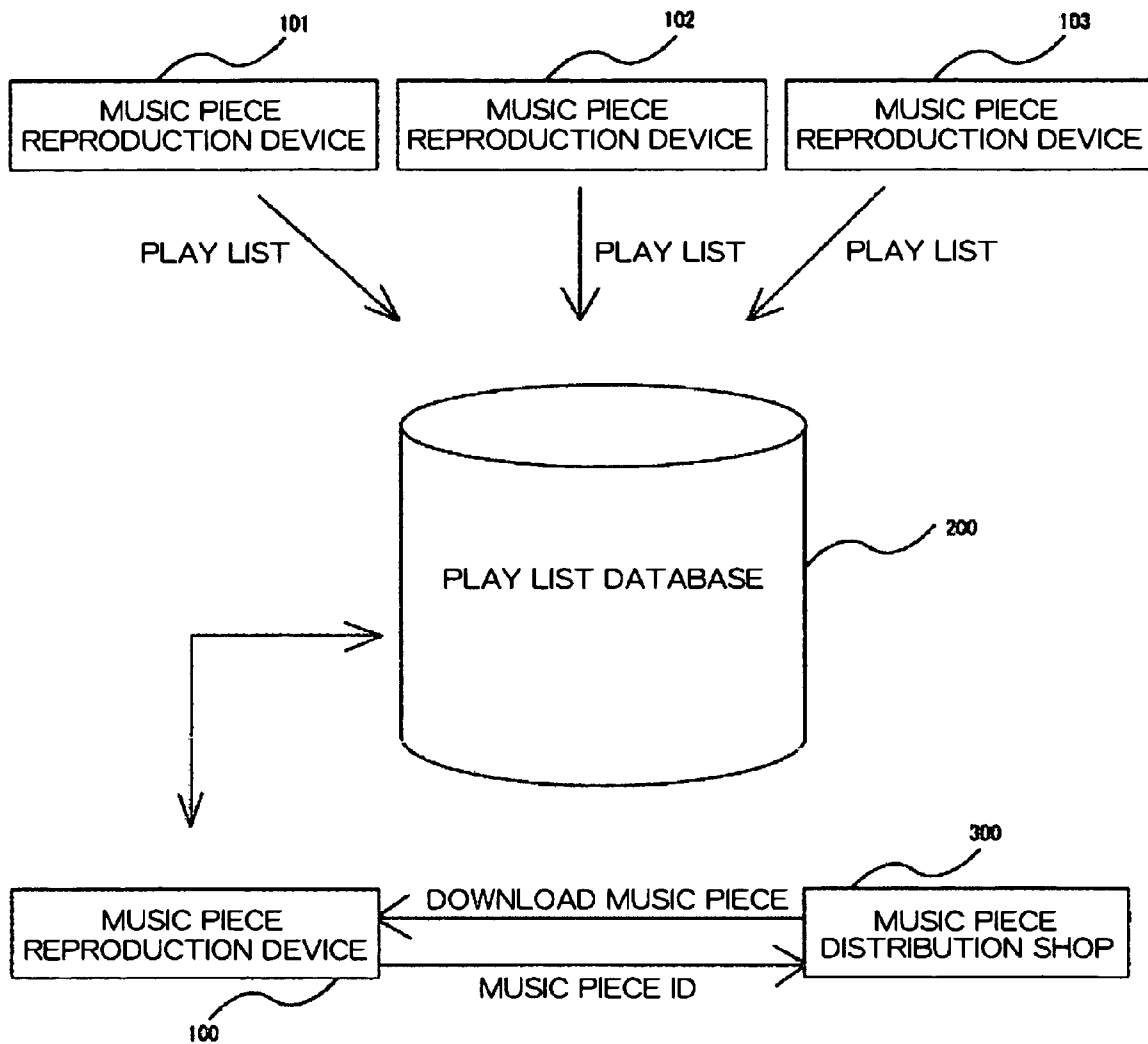 101
102
103
MUSIC PIECE
REPRODUCTION DEVICE
MUSIC PIECE
REPRODUCTION DEVICE
MUSIC PIECE
REPRODUCTION DEVICE
PLAY LIST
PLAY LIST
PLAY LIST
200
PLAY LIST DATABASE
300
MUSIC PIECE
REPRODUCTION DEVICE
DOWNLOAD MUSIC PIECE
MUSIC PIECE
DISTRIBUTION SHOP
MUSIC PIECE ID
100